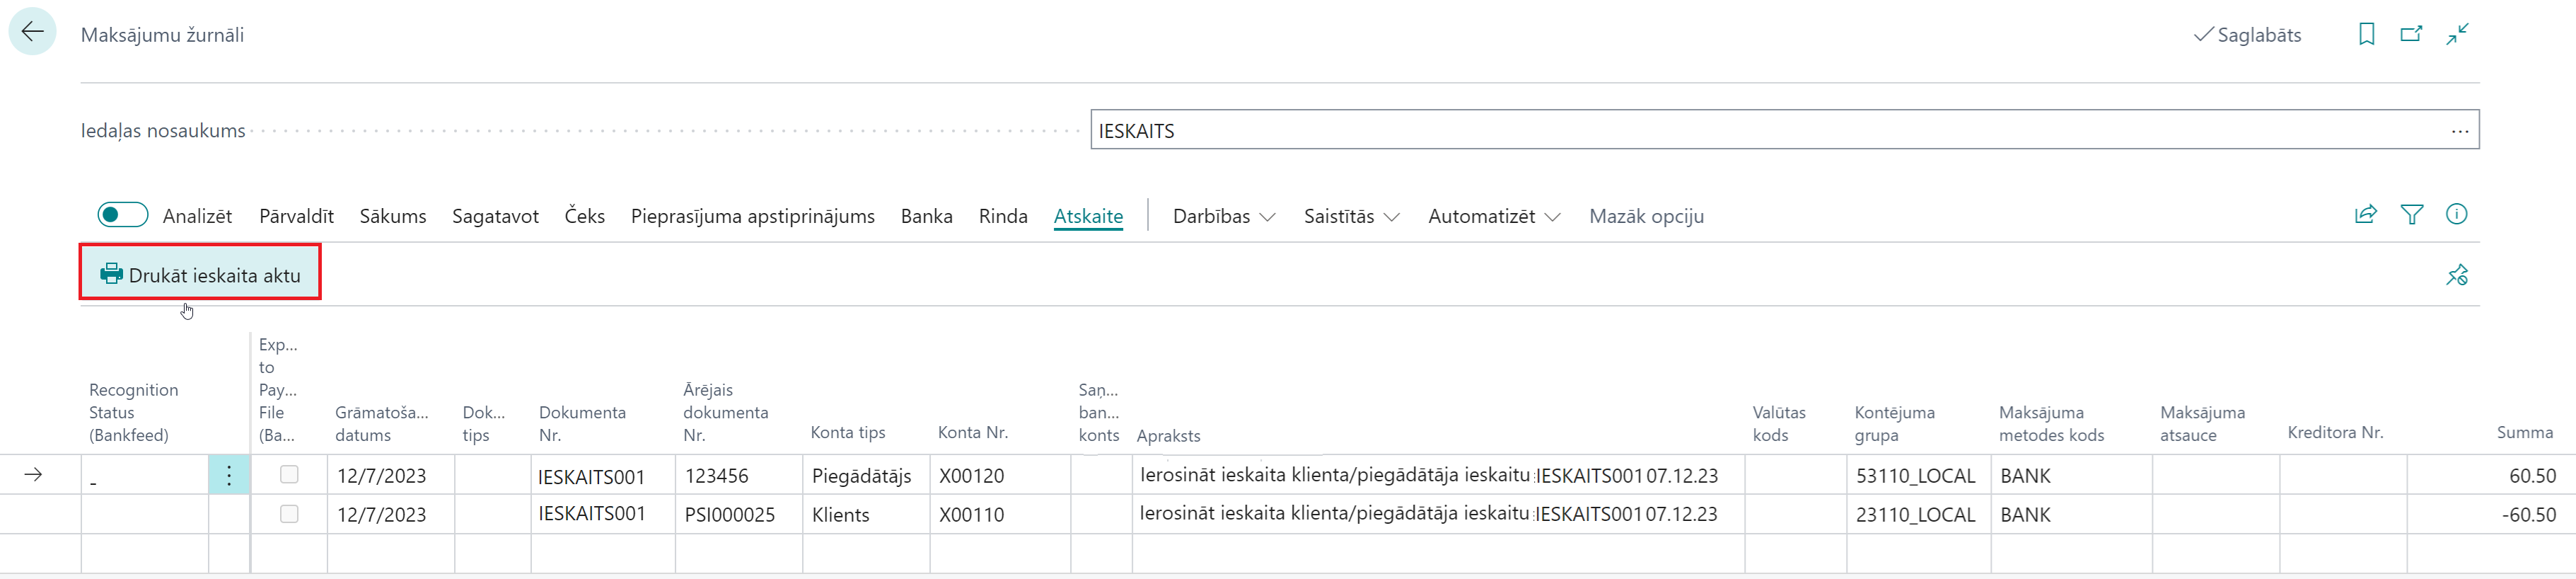 Maksājumu žurnāli
Saglabāts
Iedaļas nosaukums
IESKAITS
Analizēt Pārvaldīt Sākums Sagatavot Čeks Pieprasījuma apstiprinājums Banka Rinda Atskaite Darbības Saistītās Automatizēt Mazāk opciju
Drukāt ieskaita aktu
Recognition
Status
(Bankfeed)
Exp...
to
Pay...
File
(Ba...
Grāmatoša...
datums
Dok...
tips
Dokumenta
Nr.
Ārējais
dokumenta
Nr.
Konta tips
Konta Nr.
Saņ...
ban...
konts
Apraksts
Valūtas
kods
Kontējuma
grupa
Maksājuma
metodes kods
Maksājuma
atsauce
Kreditora Nr.
Summa
_ 12/7/2023 IESKAITS001 123456 Piegādātājs X00120 Ierosināt ieskaita klienta/piegādātāja ieskaitu IESKAITS001 07.12.23 53110_LOCAL BANK 60.50
12/7/2023 IESKAITS001 PSI000025 Klients X00110 Ierosināt ieskaita klienta/piegādātāja ieskaitu IESKAITS001 07.12.23 23110_LOCAL BANK -60.50